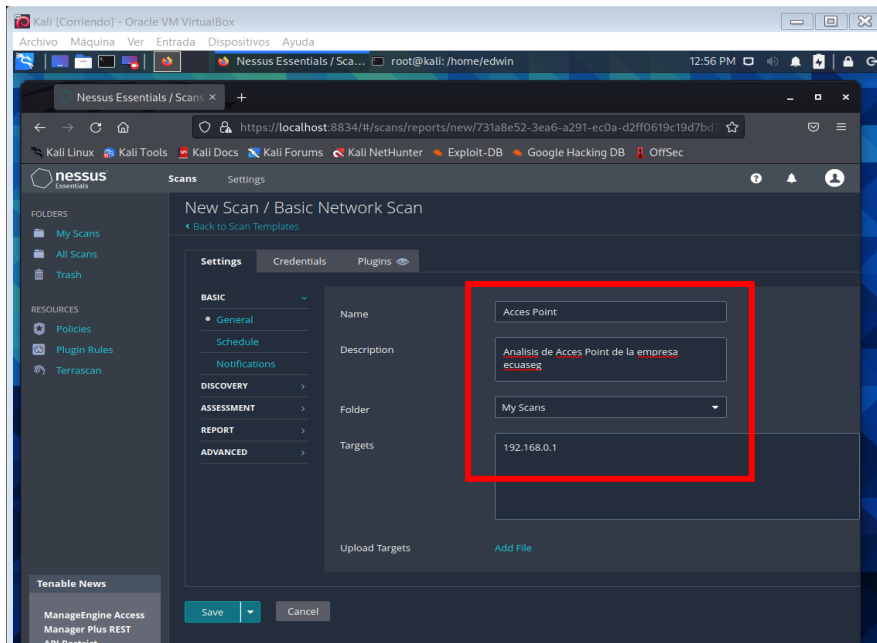 Kali [Corriendo] - Oracle VM VirtualBox
Archivo Máquina Ver Entrada Dispositivos Ayuda
Nessus Essentials / Sca... root@kali: /home/edwin 12:56 PM
Nessus Essentials / Scans
https://localhost:8834/#/scans/reports/new/731a8e52-3ea6-a291-ec0a-d2ff0619c19d7bd7
Kali Linux Kali Tools Kali Docs Kali Forums Kali NetHunter Exploit-DB Google Hacking DB OffSec
nessus
Essentials
Scans Settings
FOLDERS
My Scans
All Scans
Trash
RESOURCES
Policies
Plugin Rules
Terrascan
Tenable News
ManageEngine Access
Manager Plus REST
API Restrict
New Scan / Basic Network Scan
Back to Scan Templates
Settings Credentials Plugins
BASIC
General
Schedule
Notifications
DISCOVERY
ASSESSMENT
REPORT
ADVANCED
Name Acces Point
Description Analisis de Acces Point de la empresa
ecuaseg
Folder My Scans
Targets 192.168.0.1
Upload Targets Add File
Save Cancel